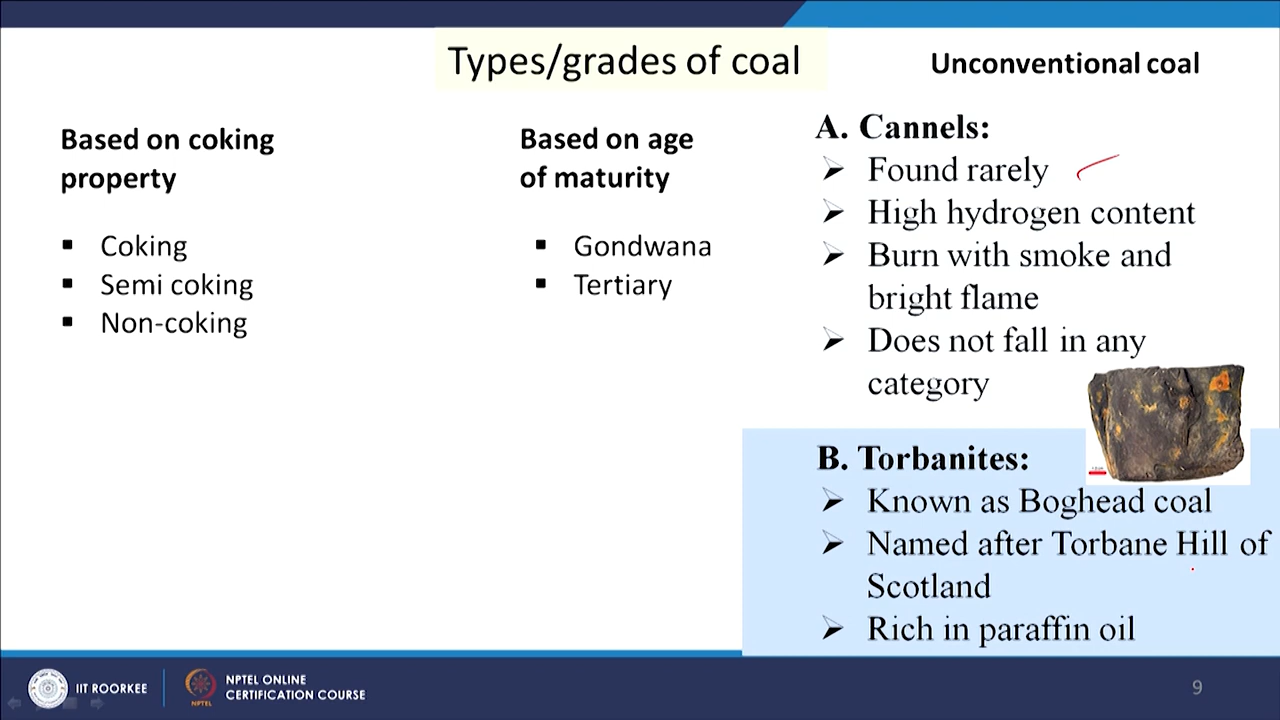 Types/grades of coal
Based on coking
property
▪ Coking
▪ Semi coking
▪ Non-coking
Based on age
of maturity
▪ Gondwana
▪ Tertiary
Unconventional coal
A. Cannels:
➢ Found rarely
➢ High hydrogen content
➢ Burn with smoke and
bright flame
➢ Does not fall in any
category
B. Torbanites:
➢ Known as Boghead coal
➢ Named after Torbane Hill of
Scotland
➢ Rich in paraffin oil
IIT ROORKEE
NPTEL
NPTEL ONLINE
CERTIFICATION COURSE
9